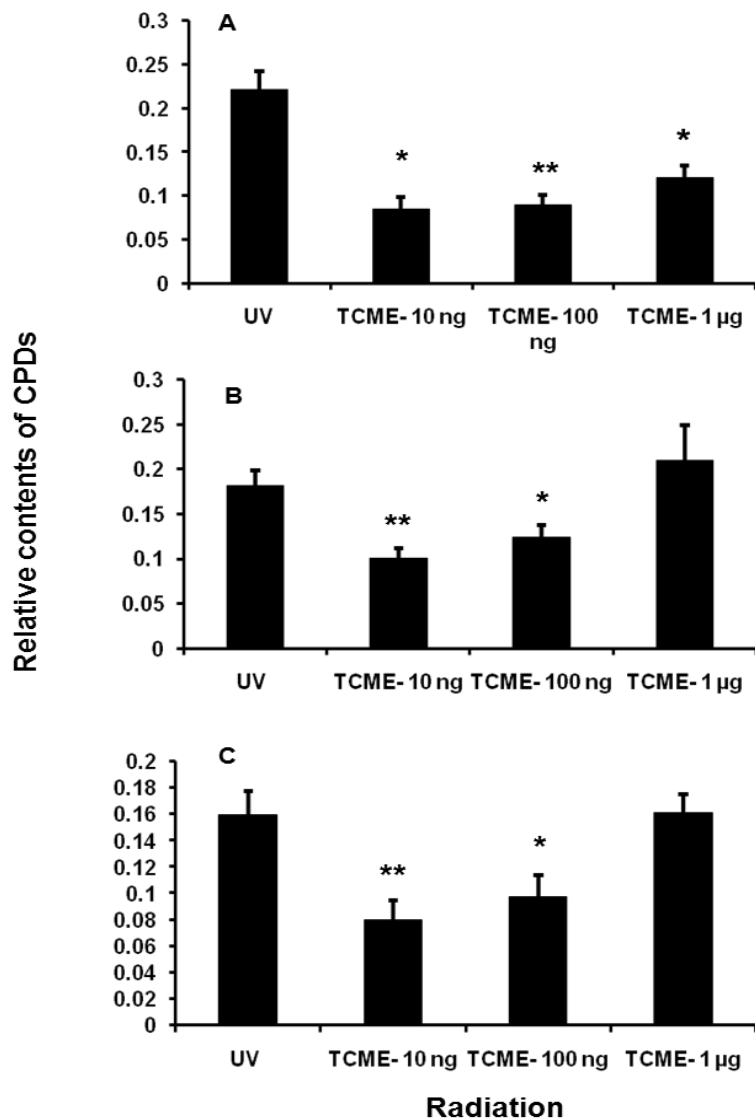 Relative contents of CPDs
A
0.3
0.25
0.2
0.15
0.1
0.05
0
*
**
*
UV
TCME- 10 ng
TCME- 100
ng
TCME- 1 µg
B
0.3
0.25
0.2
0.15
0.1
0.05
0
**
*
UV
TCME- 10 ng
TCME- 100 ng
TCME- 1 µg
C
0.2
0.18
0.16
0.14
0.12
0.1
0.08
0.06
0.04
0.02
0
**
*
UV
TCME- 10 ng
TCME- 100 ng
TCME- 1 µg
Radiation